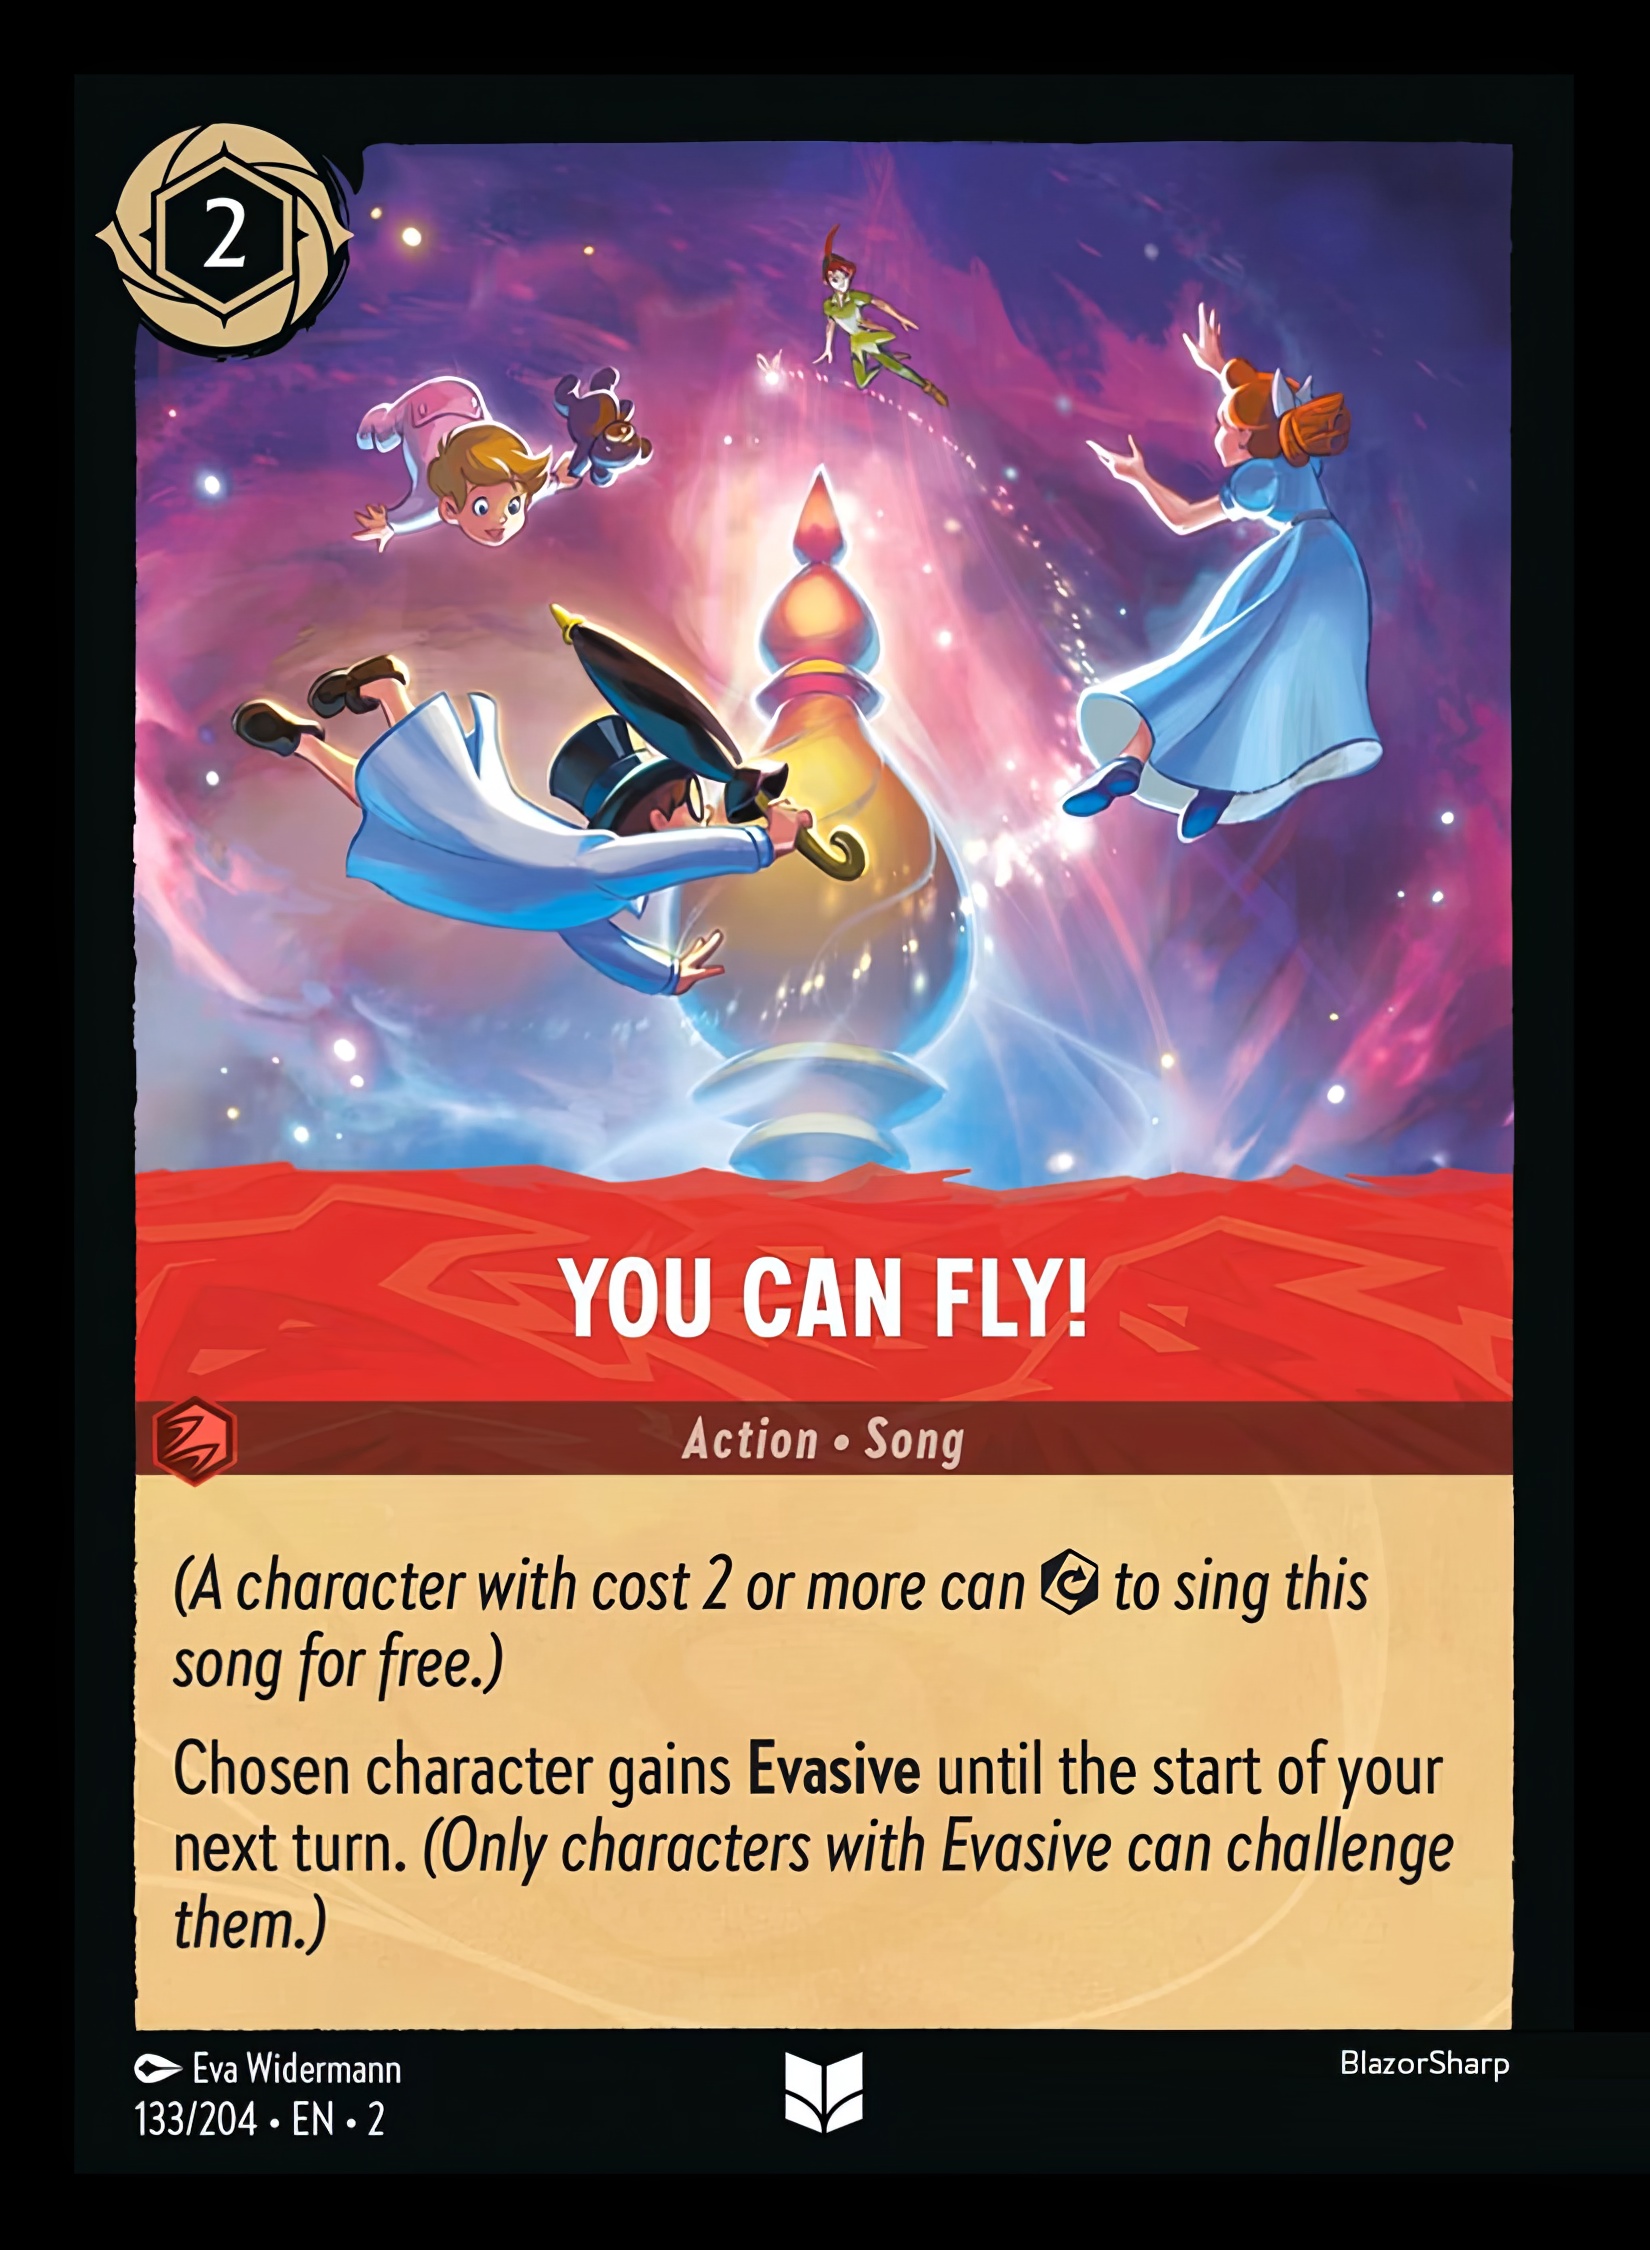 2
YOU CAN FLY!
Action • Song
(A character with cost 2 or more can to sing this
song for free.)
Chosen character gains Evasive until the start of your
next turn. (Only characters with Evasive can challenge
them.)
Eva Widermann
133/204 • EN • 2
BlazorSharp